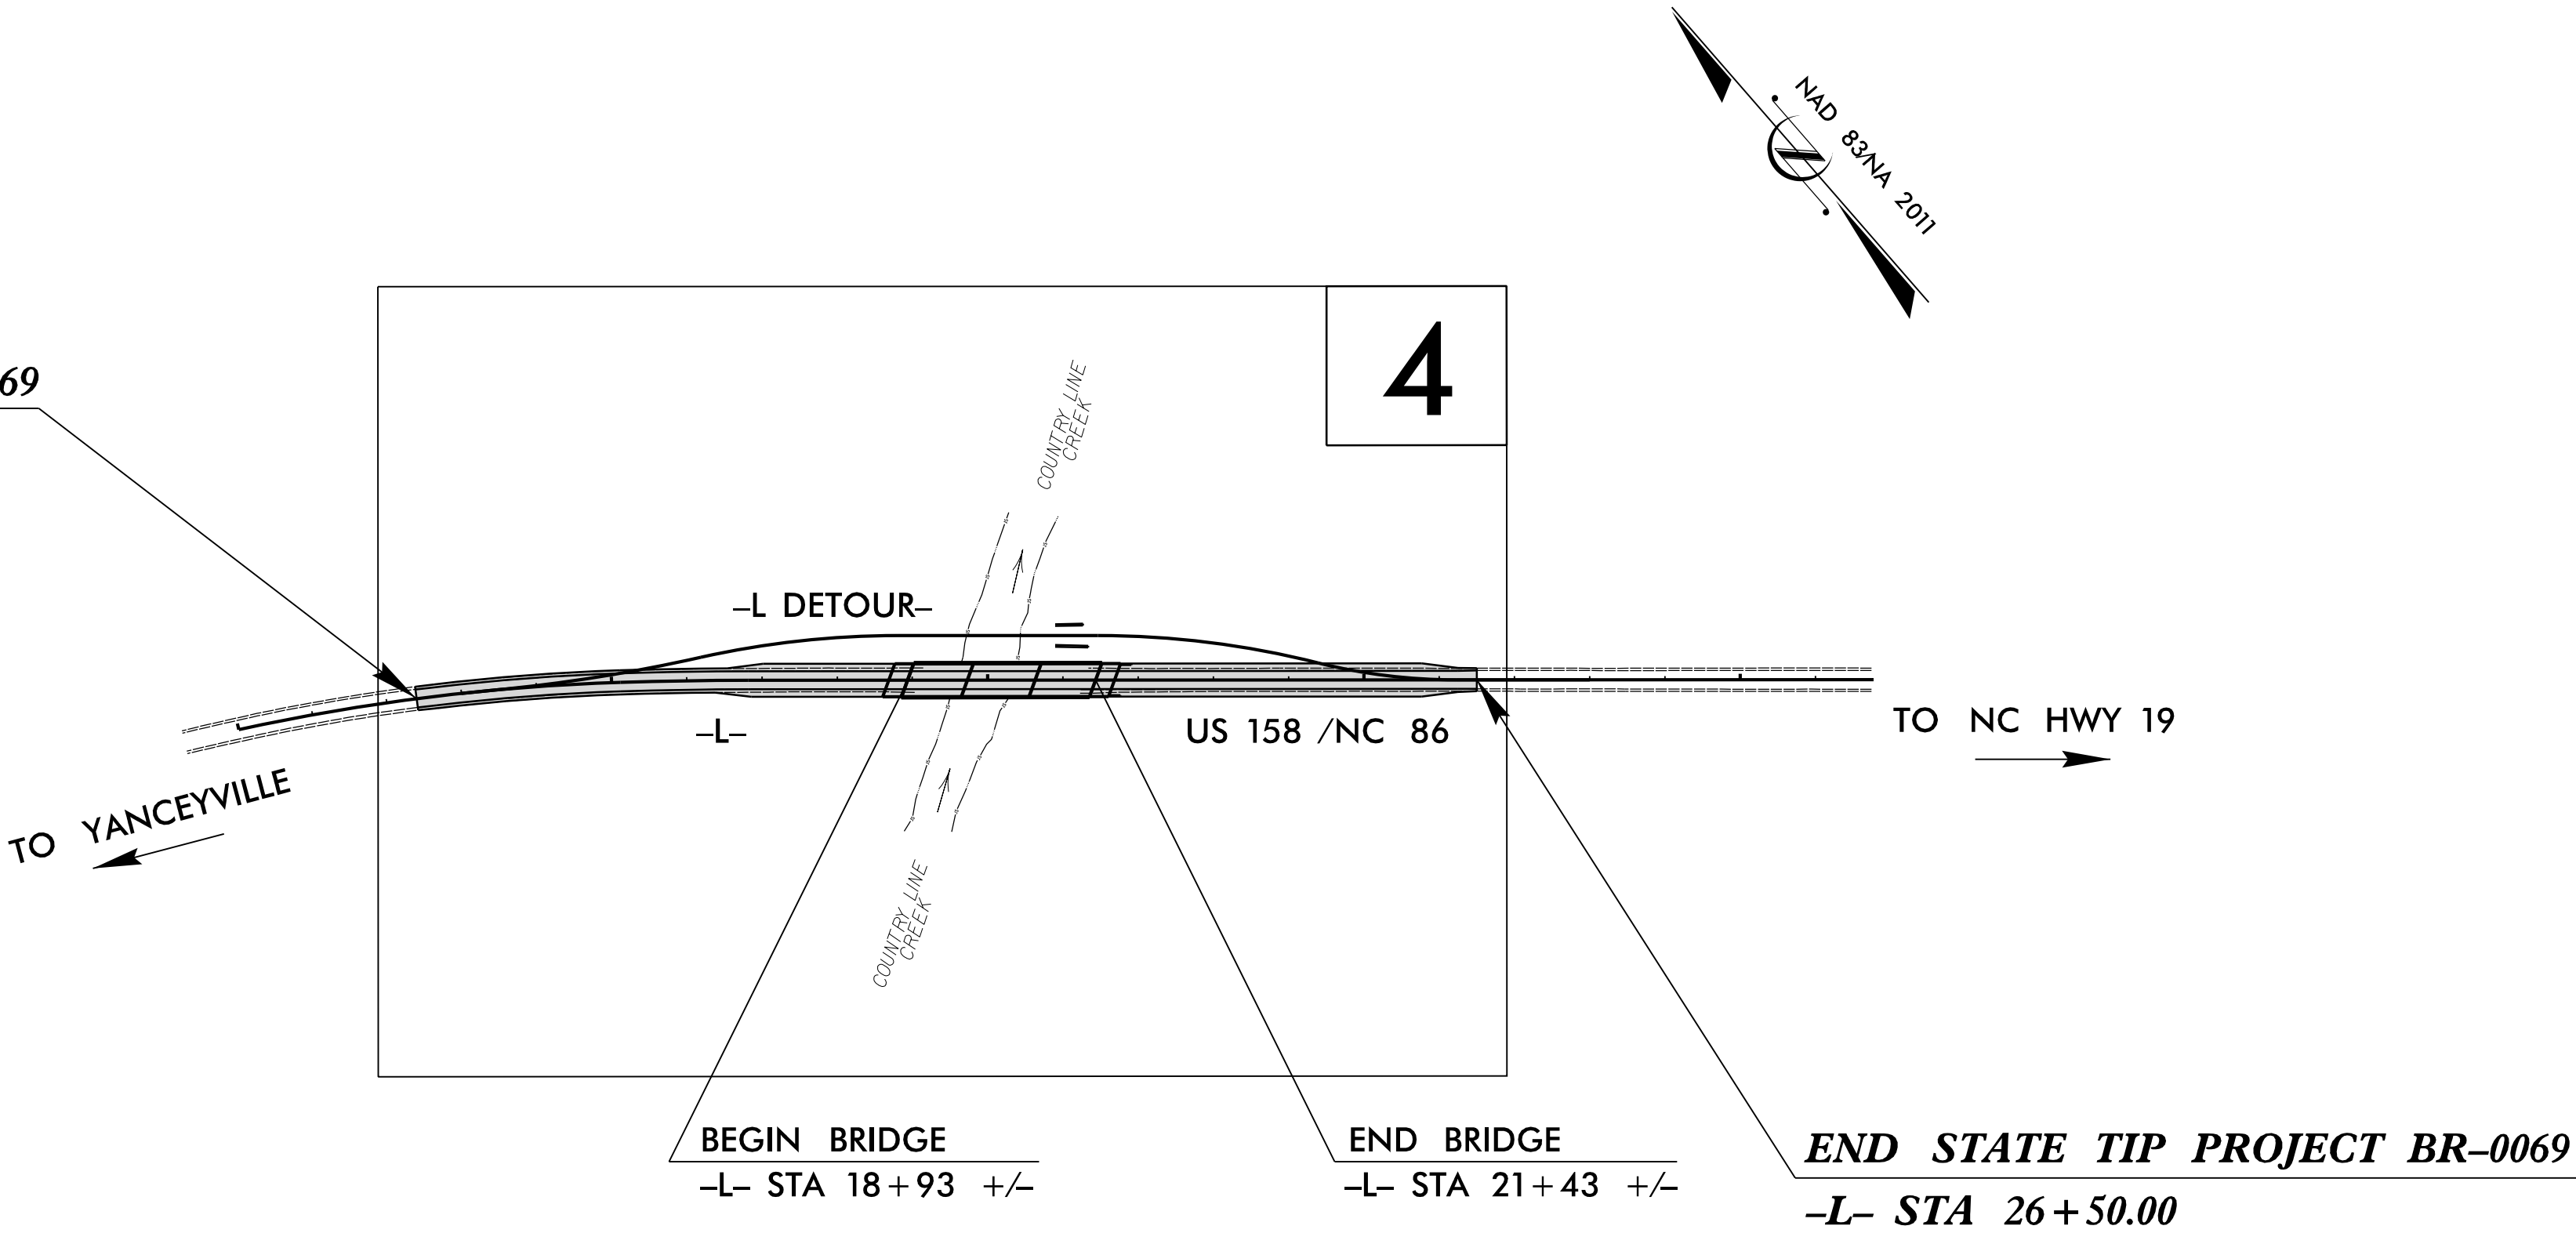 NAD 83/NA 2011
4
69
COUNTRY LINE
CREEK
–L DETOUR–
–L–
US 158 /NC 86
TO NC HWY 19
TO YANCEYVILLE
COUNTRY LINE
CREEK
BEGIN BRIDGE
–L– STA 18+93 +/–
END BRIDGE
–L– STA 21+43 +/–
END STATE TIP PROJECT BR–0069
–L– STA 26+50.00